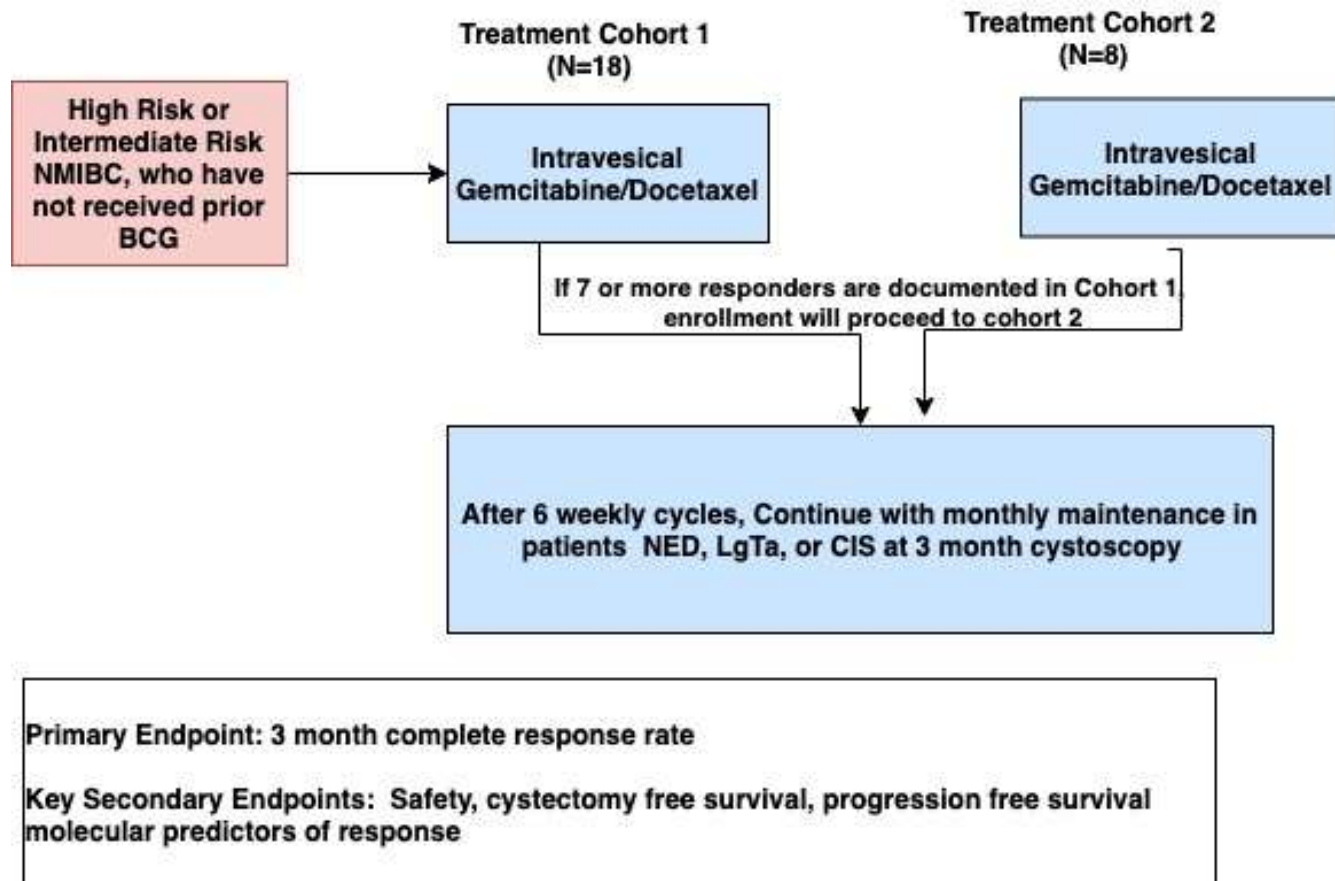 Treatment Cohort 1
(N=18)
Treatment Cohort 2
(N=8)
High Risk or
Intermediate Risk
NMIBC, who have
not received prior
BCG
Intravesical
Gemcitabine/Docetaxel
Intravesical
Gemcitabine/Docetaxel
If 7 or more responders are documented in Cohort 1,
enrollment will proceed to cohort 2
After 6 weekly cycles, Continue with monthly maintenance in
patients NED, LgTa, or CIS at 3 month cystoscopy
Primary Endpoint: 3 month complete response rate
Key Secondary Endpoints: Safety, cystectomy free survival, progression free survival
molecular predictors of response